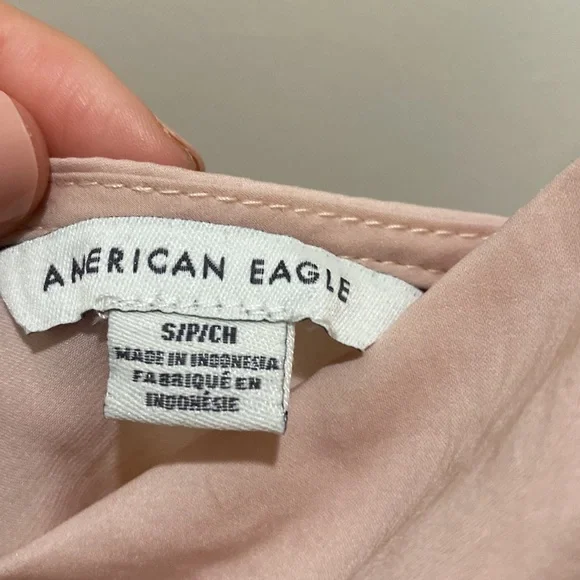 AMERICAN EAGLE
S/P/CH
MADE IN INDONESIA
FABRIQUÉ EN
INDONÉSIE